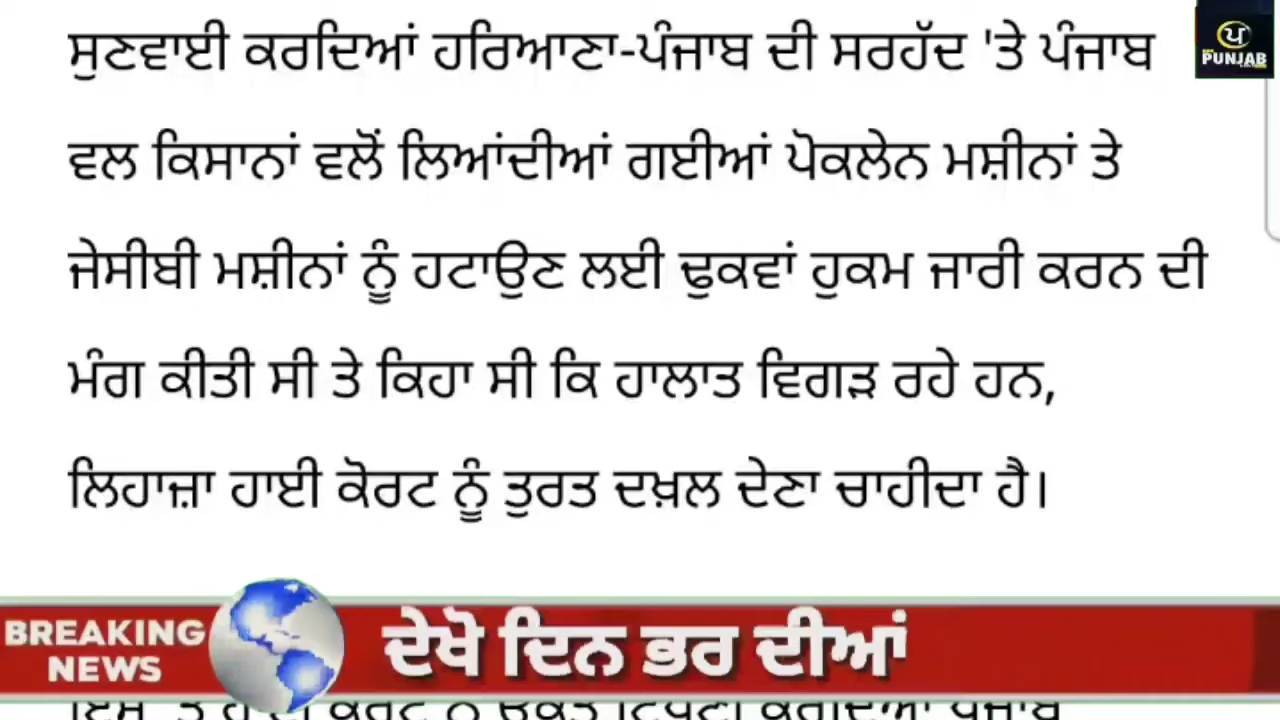 ਸੁਣਵਾਈ ਕਰਦਿਆਂ ਹਰਿਆਣਾ-ਪੰਜਾਬ ਦੀ ਸਰਹੱਦ 'ਤੇ ਪੰਜਾਬ
ਪ
PUNJAB
ਵਲ ਕਿਸਾਨਾਂ ਵਲੋਂ ਲਿਆਂਦੀਆਂ ਗਈਆਂ ਪੋਕਲੇਨ ਮਸ਼ੀਨਾਂ ਤੇ
ਜੇਸੀਬੀ ਮਸ਼ੀਨਾਂ ਨੂੰ ਹਟਾਉਣ ਲਈ ਢੁਕਵਾਂ ਹੁਕਮ ਜਾਰੀ ਕਰਨ ਦੀ
ਮੰਗ ਕੀਤੀ ਸੀ ਤੇ ਕਿਹਾ ਸੀ ਕਿ ਹਾਲਾਤ ਵਿਗੜ ਰਹੇ ਹਨ,
ਲਿਹਾਜ਼ਾ ਹਾਈ ਕੋਰਟ ਨੂੰ ਤੁਰਤ ਦਖ਼ਲ ਦੇਣਾ ਚਾਹੀਦਾ ਹੈ।
BREAKING
NEWS
ਦੇਖੋ ਦਿਨ ਭਰ ਦੀਆਂ